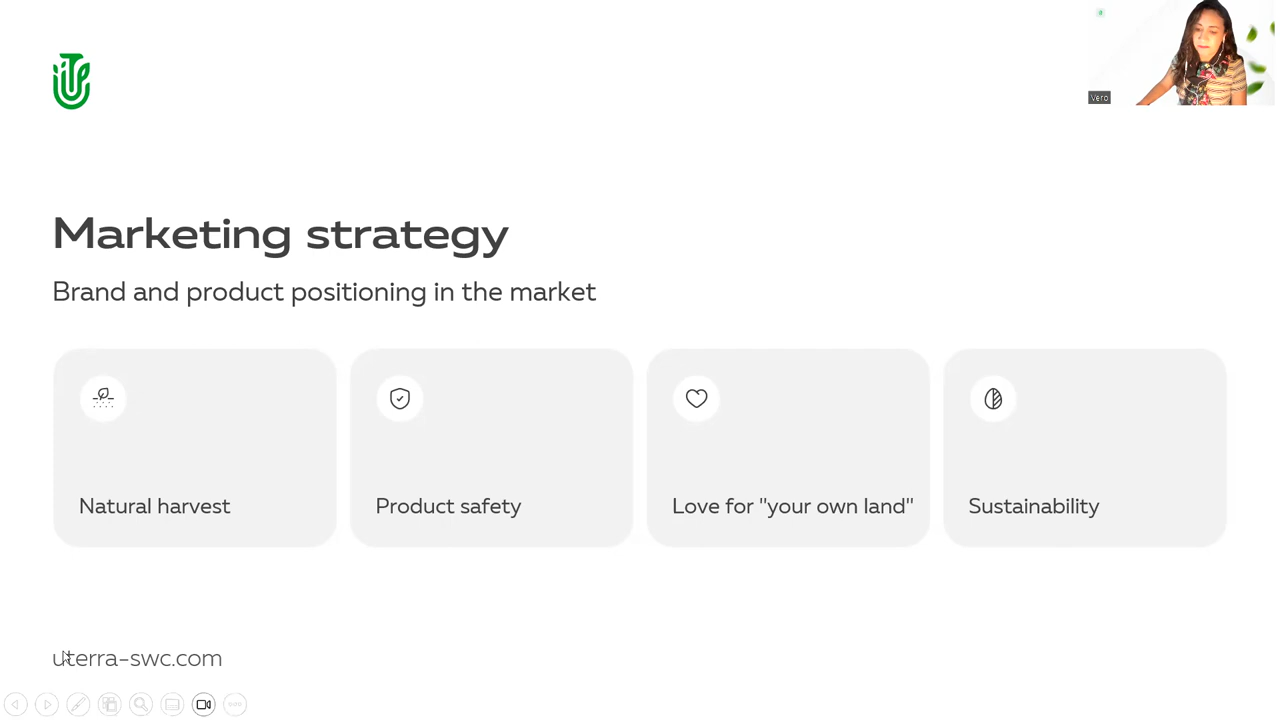 Vero
Marketing strategy
Brand and product positioning in the market
Natural harvest
Product safety
Love for "your own land"
Sustainability
uterra-swc.com